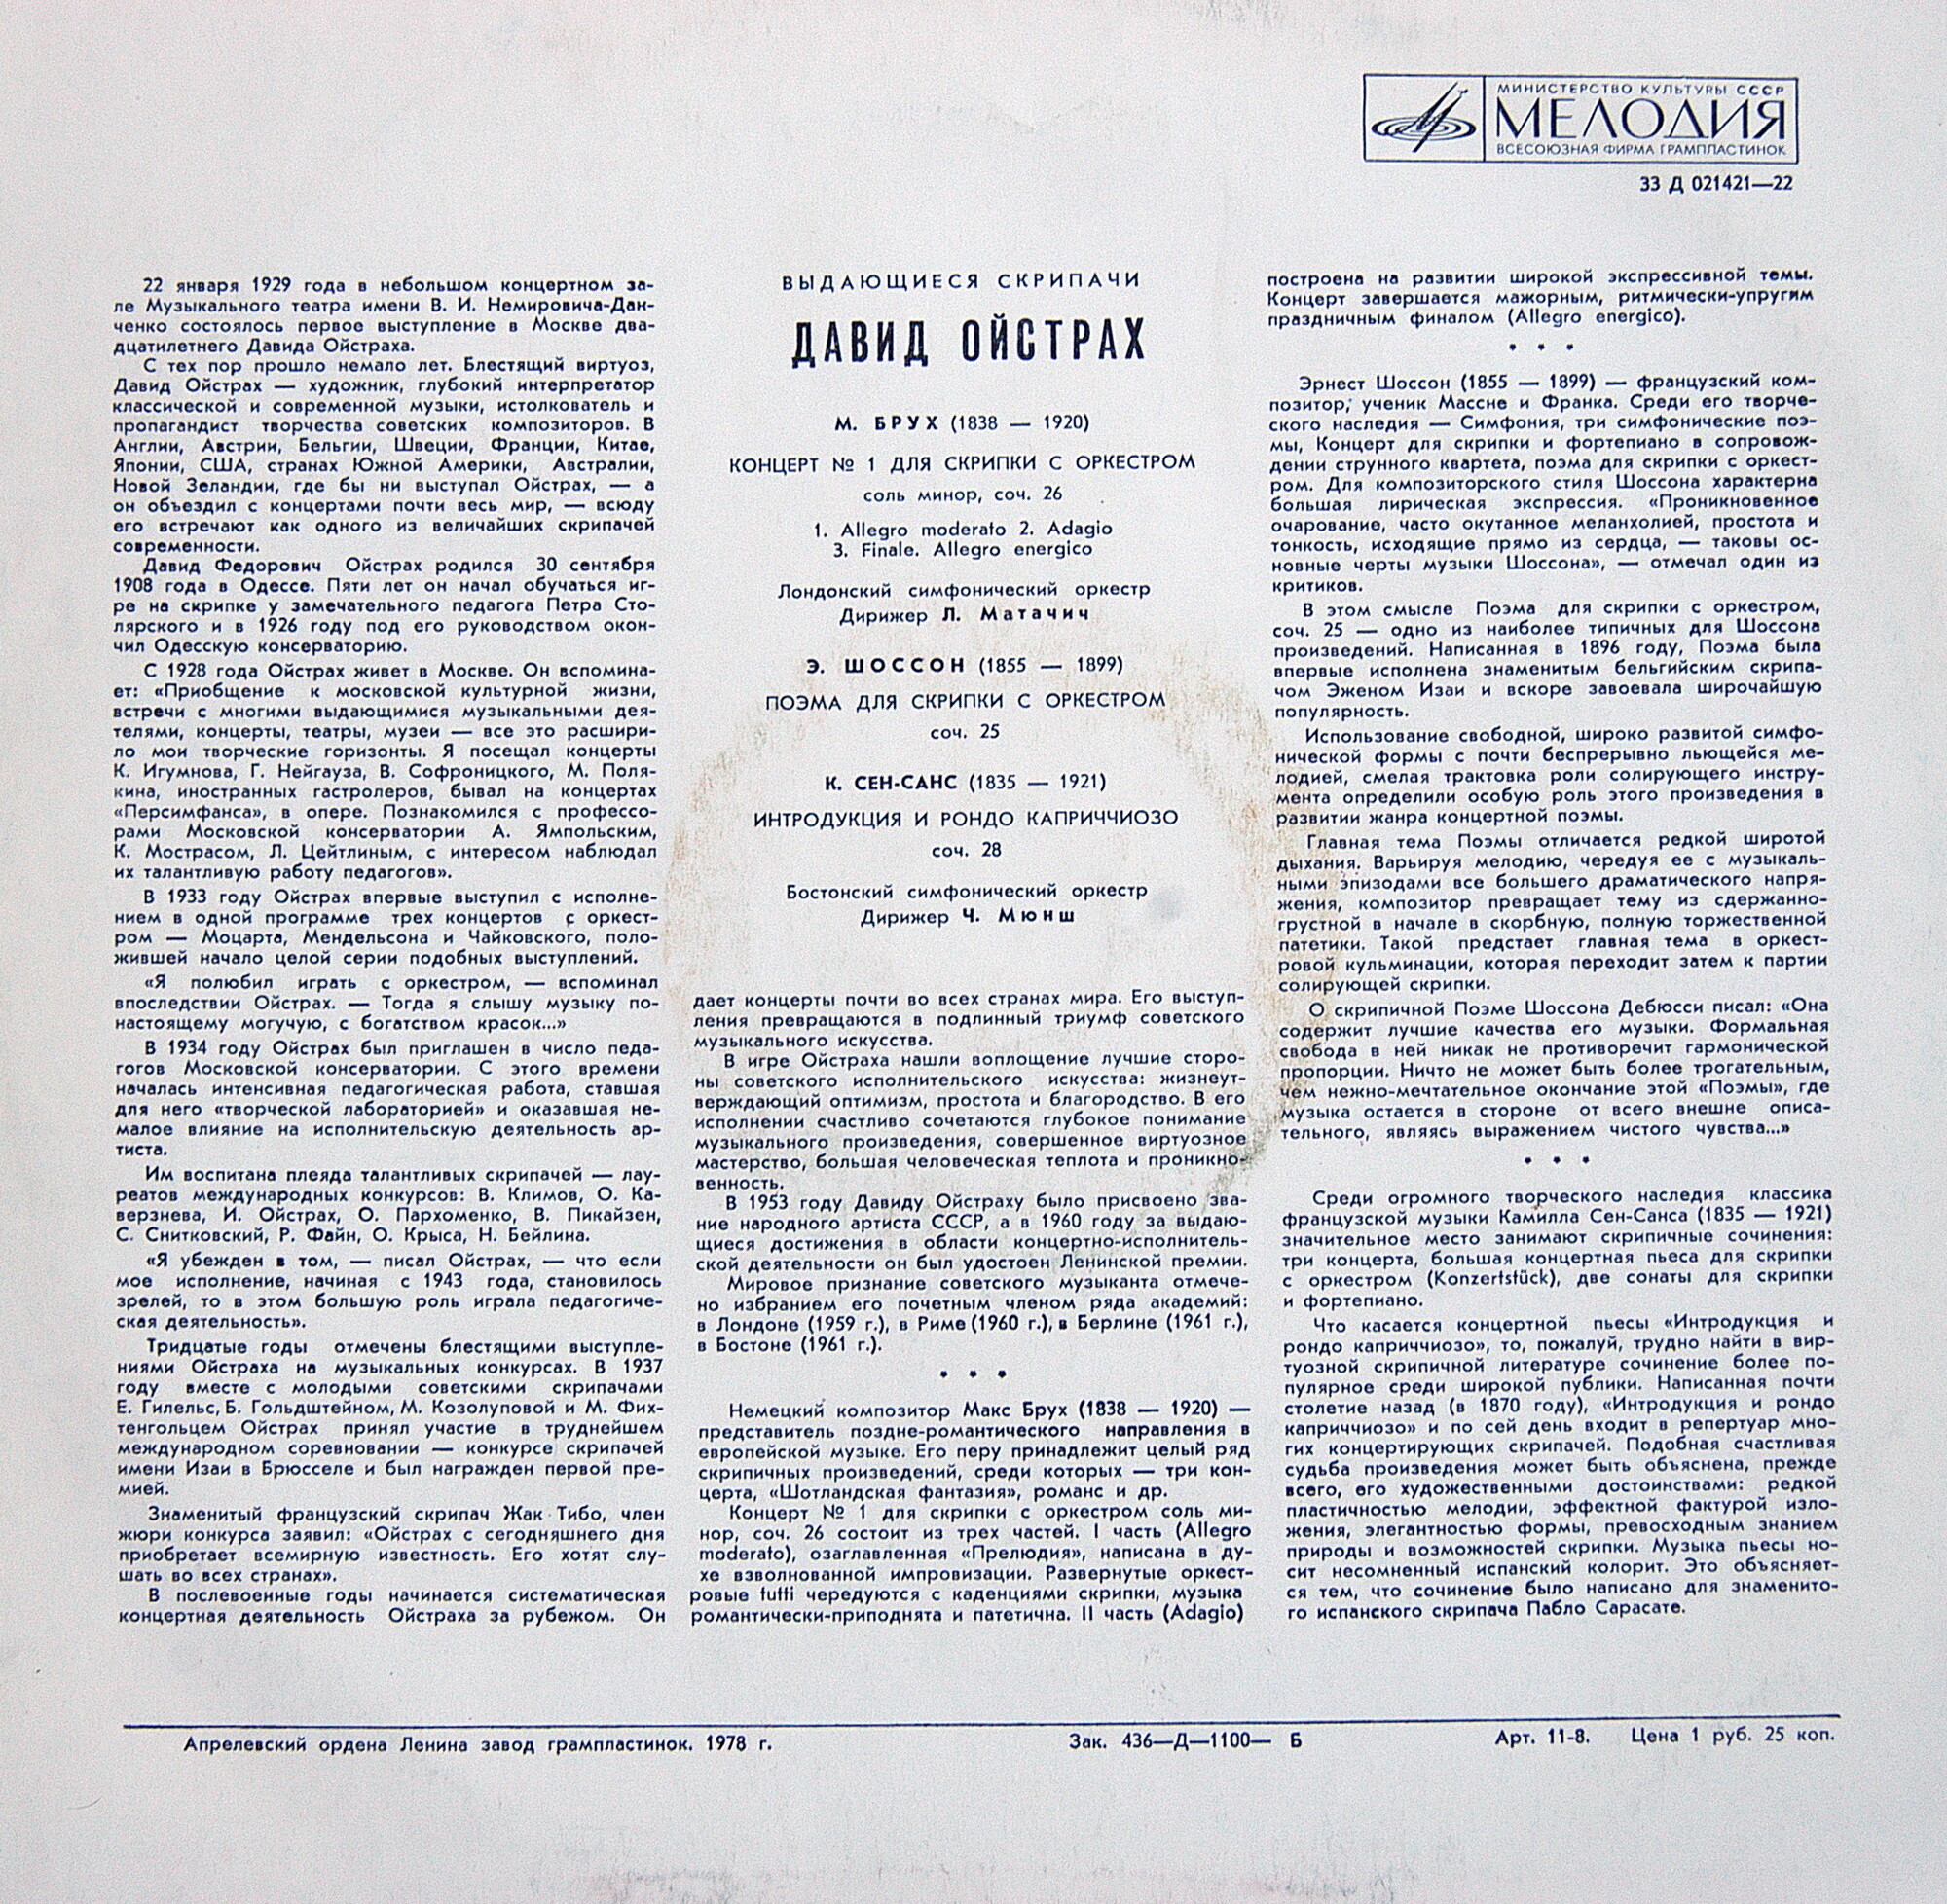 МИНИСТЕРСТВО КУЛЬТУРЫ СССР
МЕЛОДИЯ
ВСЕСОЮЗНАЯ ФИРМА ГРАМПЛАСТИНОК
33 Д 021421—22
22 января 1929 года в небольшом концертном за-
ле Музыкального театра имени В. И. Немировича-Дан-
ченко состоялось первое выступление в Москве два-
дцатилетнего Давида Ойстраха.
С тех пор прошло немало лет. Блестящий виртуоз,
Давид Ойстрах — художник, глубокий интерпретатор
классической и современной музыки, истолкователь и
пропагандист творчества советских композиторов. В
Англии, Австрии, Бельгии, Швеции, Франции, Китае,
Японии, США, странах Южной Америки, Австралии,
Новой Зеландии, где бы ни выступал Ойстрах, — а
он объездил с концертами почти весь мир, — всюду
его встречают как одного из величайших скрипачей
современности.
Давид Федорович Ойстрах родился 30 сентября
1908 года в Одессе. Пяти лет он начал обучаться иг-
ре на скрипке у замечательного педагога Петра Сто-
лярского и в 1926 году под его руководством окон-
чил Одесскую консерваторию.
С 1928 года Ойстрах живет в Москве. Он вспомина-
ет: «Приобщение к московской культурной жизни,
встречи с многими выдающимися музыкальными дея-
телями, концерты, театры, музеи — все это расшири-
ло мои творческие горизонты. Я посещал концерты
К. Игумнова, Г. Нейгауза, В. Софроницкого, М. Поля-
кина, иностранных гастролеров, бывал на концертах
«Персимфанса», в опере. Познакомился с профессо-
рами Московской консерватории А. Ямпольским,
К. Мострасом, Л. Цейтлиным, с интересом наблюдал
их талантливую работу педагогов».
В 1933 году Ойстрах впервые выступил с исполне-
нием в одной программе трех концертов с оркест-
ром — Моцарта, Мендельсона и Чайковского, поло-
жившей начало целой серии подобных выступлений.
«Я полюбил играть с оркестром, — вспоминал
впоследствии Ойстрах. — Тогда я слышу музыку по-
настоящему могучую, с богатством красок...»
В 1934 году Ойстрах был приглашен в число педа-
гогов Московской консерватории. С этого времени
началась интенсивная педагогическая работа, ставшая
для него «творческой лабораторией» и оказавшая не-
малое влияние на исполнительскую деятельность ар-
тиста.
Им воспитана плеяда талантливых скрипачей — лау-
реатов международных конкурсов: В. Климов, О. Ка-
верзнева, И. Ойстрах, О. Пархоменко, В. Пикайзен,
С. Снитковский, Р. Файн, О. Крыса, Н. Бейлина.
«Я убежден в том, — писал Ойстрах, — что если
мое исполнение, начиная с 1943 года, становилось
зрелей, то в этом большую роль играла педагогиче-
ская деятельность».
Тридцатые годы отмечены блестящими выступле-
ниями Ойстраха на музыкальных конкурсах. В 1937
году вместе с молодыми советскими скрипачами
Е. Гилельс, Б. Гольдштейном, М. Козолуповой и М. Фих-
тенгольцем Ойстрах принял участие в труднейшем
международном соревновании — конкурсе скрипачей
имени Изаи в Брюсселе и был награжден первой пре-
мией.
Знаменитый французский скрипач Жак Тибо, член
жюри конкурса заявил: «Ойстрах с сегодняшнего дня
приобретает всемирную известность. Его хотят слу-
шать во всех странах».
В послевоенные годы начинается систематическая
концертная деятельность Ойстраха за рубежом. Он
ВЫДАЮЩИЕСЯ СКРИПАЧИ
ДАВИД ОЙСТРАХ
М. БРУХ (1838 — 1920)
КОНЦЕРТ № 1 ДЛЯ СКРИПКИ С ОРКЕСТРОМ
соль минор, соч. 26
1. Allegro moderato 2. Adagio
3. Finale. Allegro energico
Лондонский симфонический оркестр
Дирижер Л. Матачич
Э. ШОССОН (1855 — 1899)
ПОЭМА ДЛЯ СКРИПКИ С ОРКЕСТРОМ
соч. 25
К. СЕН-САНС (1835 — 1921)
ИНТРОДУКЦИЯ И РОНДО КАПРИЧЧИОЗО
соч. 28
Бостонский симфонический оркестр
Дирижер Ч. Мюнш
дает концерты почти во всех странах мира. Его выступ-
ления превращаются в подлинный триумф советского
музыкального искусства.
В игре Ойстраха нашли воплощение лучшие сторо-
ны советского исполнительского искусства: жизнеут-
верждающий оптимизм, простота и благородство. В его
исполнении счастливо сочетаются глубокое понимание
музыкального произведения, совершенное виртуозное
мастерство, большая человеческая теплота и проникно-
венность.
В 1953 году Давиду Ойстраху было присвоено зва-
ние народного артиста СССР, а в 1960 году за выдаю-
щиеся достижения в области концертно-исполнитель-
ской деятельности он был удостоен Ленинской премии.
Мировое признание советского музыканта отмече-
но избранием его почетным членом ряда академий:
в Лондоне (1959 г.), в Риме (1960 г.), в Берлине (1961 г.),
в Бостоне (1961 г.).
• • •
Немецкий композитор Макс Брух (1838 — 1920) —
представитель поздне-романтического направления в
европейской музыке. Его перу принадлежит целый ряд
скрипичных произведений, среди которых — три кон-
церта, «Шотландская фантазия», романс и др.
Концерт № 1 для скрипки с оркестром соль ми-
нор, соч. 26 состоит из трех частей. I часть (Allegro
moderato), озаглавленная «Прелюдия», написана в ду-
хе взволнованной импровизации. Развернутые оркест-
ровые tutti чередуются с каденциями скрипки, музыка
романтически-приподнята и патетична. II часть (Adagio)
построена на развитии широкой экспрессивной темы.
Концерт завершается мажорным, ритмически-упругим
праздничным финалом (Allegro energico).
• • •
Эрнест Шоссон (1855 — 1899) — французский ком-
позитор, ученик Массне и Франка. Среди его творче-
ского наследия — Симфония, три симфонические поэ-
мы, Концерт для скрипки и фортепиано в сопровож-
дении струнного квартета, поэма для скрипки с оркест-
ром. Для композиторского стиля Шоссона характерна
большая лирическая экспрессия. «Проникновенное
очарование, часто окутанное меланхолией, простота и
тонкость, исходящие прямо из сердца, — таковы ос-
новные черты музыки Шоссона», — отмечал один из
критиков.
В этом смысле Поэма для скрипки с оркестром,
соч. 25 — одно из наиболее типичных для Шоссона
произведений. Написанная в 1896 году, Поэма была
впервые исполнена знаменитым бельгийским скрипа-
чом Эженом Изаи и вскоре завоевала широчайшую
популярность.
Использование свободной, широко развитой симфо-
нической формы с почти беспрерывно льющейся ме-
лодией, смелая трактовка роли солирующего инстру-
мента определили особую роль этого произведения в
развитии жанра концертной поэмы.
Главная тема Поэмы отличается редкой широтой
дыхания. Варьируя мелодию, чередуя ее с музыкаль-
ными эпизодами все большего драматического напря-
жения, композитор превращает тему из сдержанно-
грустной в начале в скорбную, полную торжественной
патетики. Такой предстает главная тема в оркест-
ровой кульминации, которая переходит затем к партии
солирующей скрипки.
О скрипичной Поэме Шоссона Дебюсси писал: «Она
содержит лучшие качества его музыки. Формальная
свобода в ней никак не противоречит гармонической
пропорции. Ничто не может быть более трогательным,
чем нежно-мечтательное окончание этой «Поэмы», где
музыка остается в стороне от всего внешне описа-
тельного, являясь выражением чистого чувства...»
• • •
Среди огромного творческого наследия классика
французской музыки Камилла Сен-Санса (1835 — 1921)
значительное место занимают скрипичные сочинения:
три концерта, большая концертная пьеса для скрипки
с оркестром (Konzertstück), две сонаты для скрипки
и фортепиано.
Что касается концертной пьесы «Интродукция и
рондо каприччиозо», то, пожалуй, трудно найти в вир-
туозной скрипичной литературе сочинение более по-
пулярное среди широкой публики. Написанная почти
столетие назад (в 1870 году), «Интродукция и рондо
каприччиозо» и по сей день входит в репертуар мно-
гих концертирующих скрипачей. Подобная счастливая
судьба произведения может быть объяснена, прежде
всего, его художественными достоинствами: редкой
пластичностью мелодии, эффектной фактурой изло-
жения, элегантностью формы, превосходным знанием
природы и возможностей скрипки. Музыка пьесы но-
сит несомненный испанский колорит. Это объясняет-
ся тем, что сочинение было написано для знаменито-
го испанского скрипача Пабло Сарасате.
Апрелевский ордена Ленина завод грампластинок. 1978 г.
Зак. 436—Д—1100— Б
Арт. 11-8. Цена 1 руб. 25 коп.